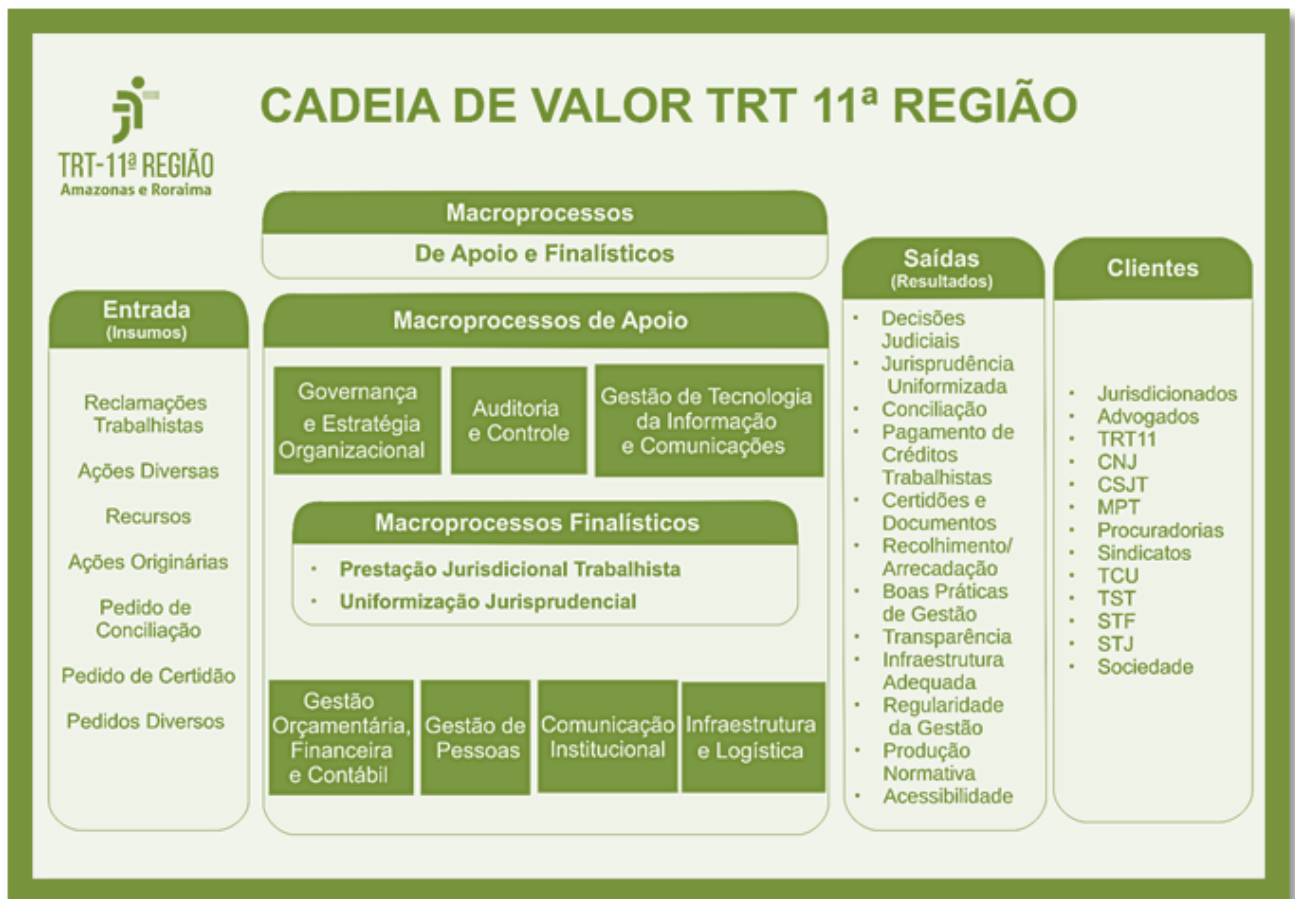 CADEIA DE VALOR TRT 11ª REGIÃO
TRT-11ª REGIÃO
Amazonas e Roraima
Entrada
(Insumos)
Reclamações
Trabalhistas
Ações Diversas
Recursos
Ações Originárias
Pedido de
Conciliação
Pedido de Certidão
Pedidos Diversos
Macroprocessos
De Apoio e Finalísticos
Macroprocessos de Apoio
Governança
e Estratégia
Organizacional
Auditoria
e Controle
Gestão de Tecnologia
da Informação
e Comunicações
Macroprocessos Finalísticos
• Prestação Jurisdicional Trabalhista
• Uniformização Jurisprudencial
Gestão
Orçamentária,
Financeira
e Contábil
Gestão de
Pessoas
Comunicação
Institucional
Infraestrutura
e Logística
Saídas
(Resultados)
• Decisões
Judiciais
• Jurisprudência
Uniformizada
• Conciliação
• Pagamento de
Créditos
Trabalhistas
• Certidões e
Documentos
• Recolhimento/
Arrecadação
• Boas Práticas
de Gestão
• Transparência
• Infraestrutura
Adequada
• Regularidade
da Gestão
• Produção
Normativa
• Acessibilidade
Clientes
• Jurisdicionados
• Advogados
• TRT11
• CNJ
• CSJT
• MPT
• Procuradorias
• Sindicatos
• TCU
• TST
• STF
• STJ
• Sociedade